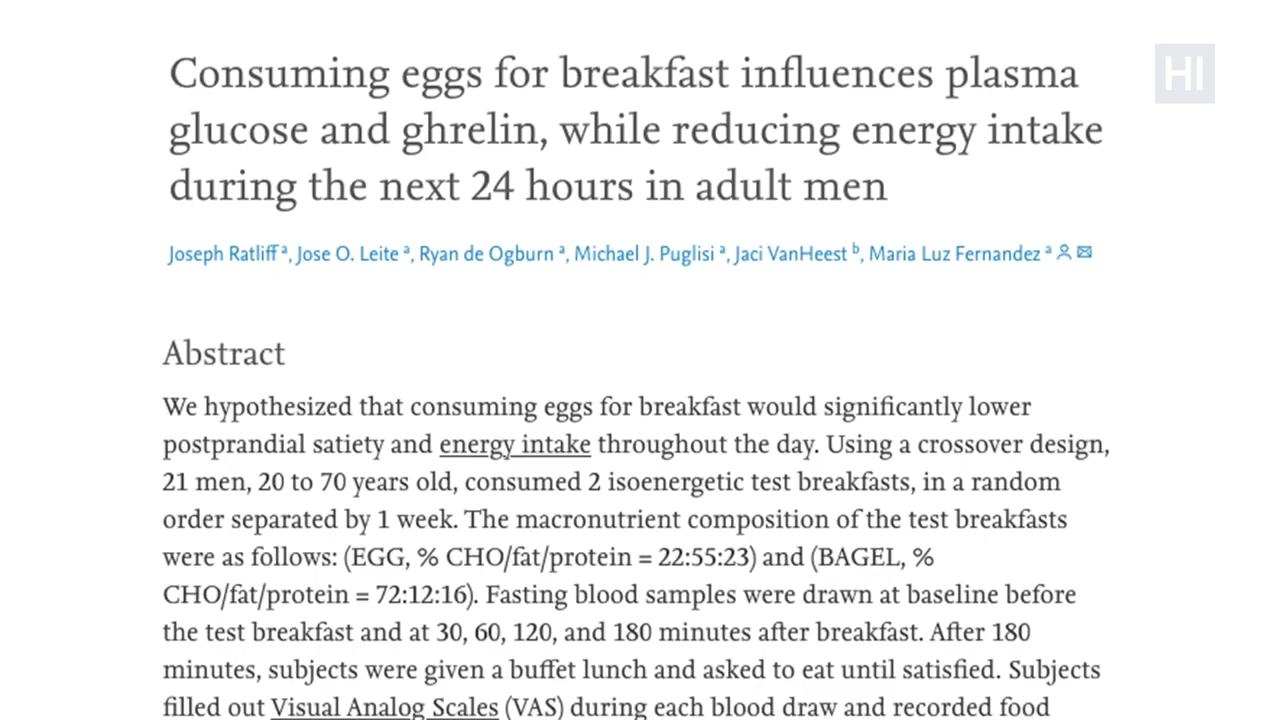 HI
Consuming eggs for breakfast influences plasma
glucose and ghrelin, while reducing energy intake
during the next 24 hours in adult men
Joseph Ratliff a, Jose O. Leite a, Ryan de Ogburn a, Michael J. Puglisi a, Jaci VanHeest b, Maria Luz Fernandez a
Abstract
We hypothesized that consuming eggs for breakfast would significantly lower
postprandial satiety and energy intake throughout the day. Using a crossover design,
21 men, 20 to 70 years old, consumed 2 isoenergetic test breakfasts, in a random
order separated by 1 week. The macronutrient composition of the test breakfasts
were as follows: (EGG, % CHO/fat/protein = 22:55:23) and (BAGEL, %
CHO/fat/protein = 72:12:16). Fasting blood samples were drawn at baseline before
the test breakfast and at 30, 60, 120, and 180 minutes after breakfast. After 180
minutes, subjects were given a buffet lunch and asked to eat until satisfied. Subjects
filled out Visual Analog Scales (VAS) during each blood draw and recorded food